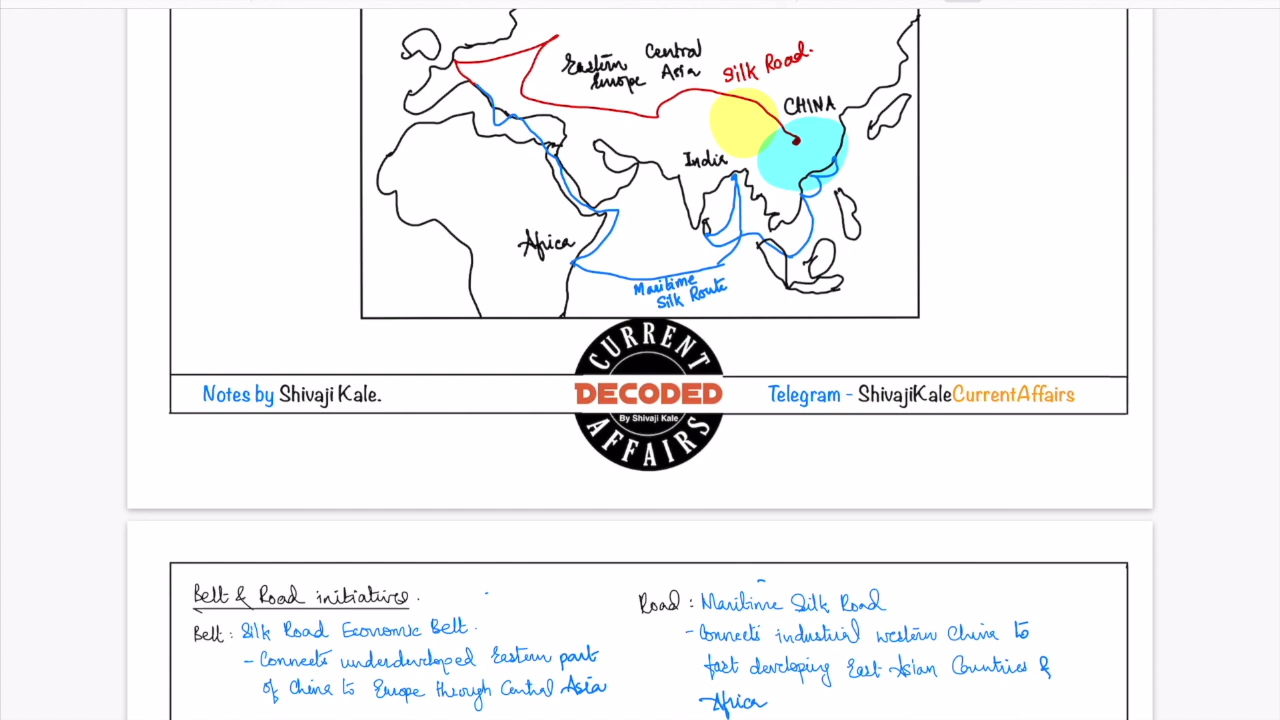 Eastern
Europe
Central
Asia
Silk Road.
CHINA
India
Africa
Maritime
Silk Route
CURRENT
DECODED
By Shivaji Kale
AFFAIRS
Notes by Shivaji Kale.
Telegram - ShivajiKaleCurrentAffairs
Belt & Road initiative.
Belt : Silk Road Economic Belt.
- Connects underdeveloped Eastern part
of China to Europe through Central Asia
Road : Maritime Silk Road
- Connects industrial western China to
fast developing East Asian Countries &
Africa